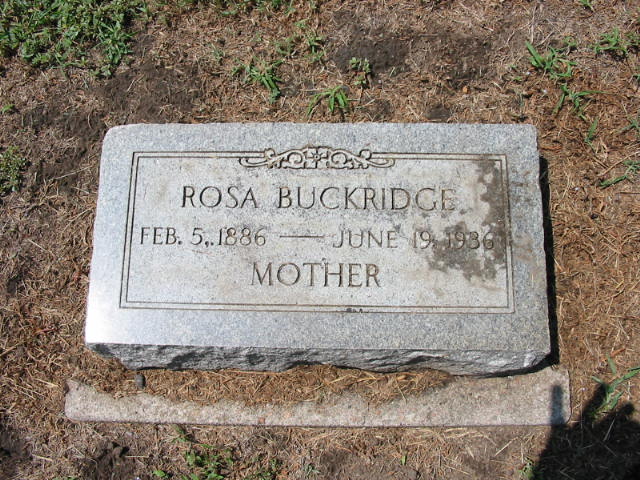 ROSA BUCKRIDGE
FEB. 5, 1886 — JUNE 19, 1936
MOTHER